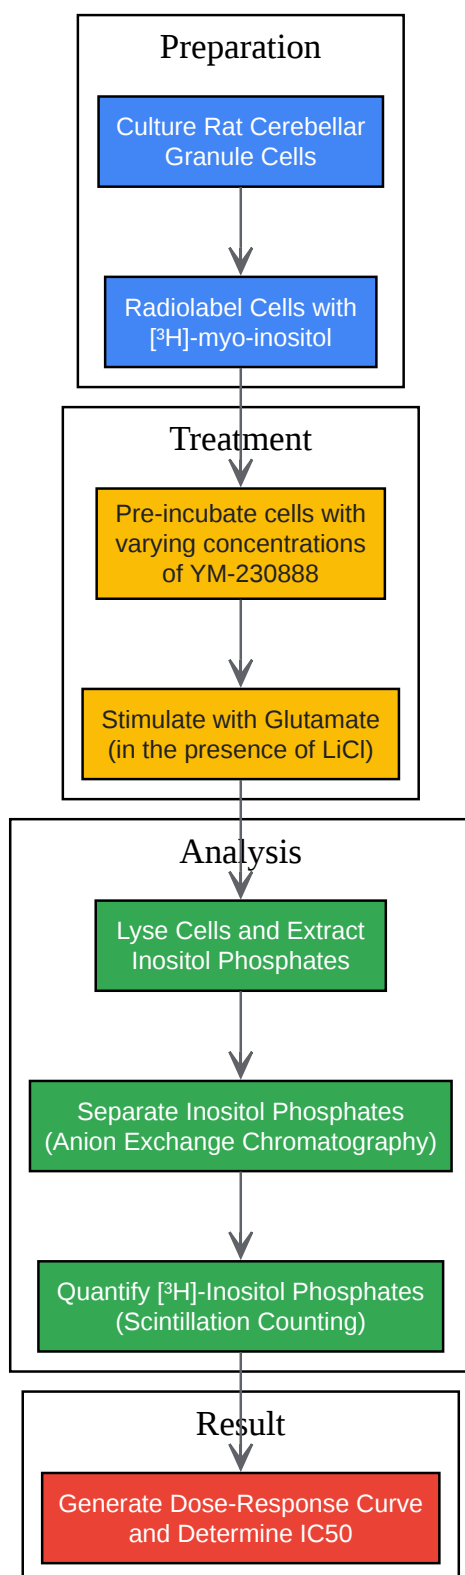 Preparation
Culture Rat Cerebellar
Granule Cells
Radiolabel Cells with
[³H]-myo-inositol
Treatment
Pre-incubate cells with
varying concentrations
of YM-230888
Stimulate with Glutamate
(in the presence of LiCl)
Analysis
Lyse Cells and Extract
Inositol Phosphates
Separate Inositol Phosphates
(Anion Exchange Chromatography)
Quantify [³H]-Inositol Phosphates
(Scintillation Counting)
Result
Generate Dose-Response Curve
and Determine IC50